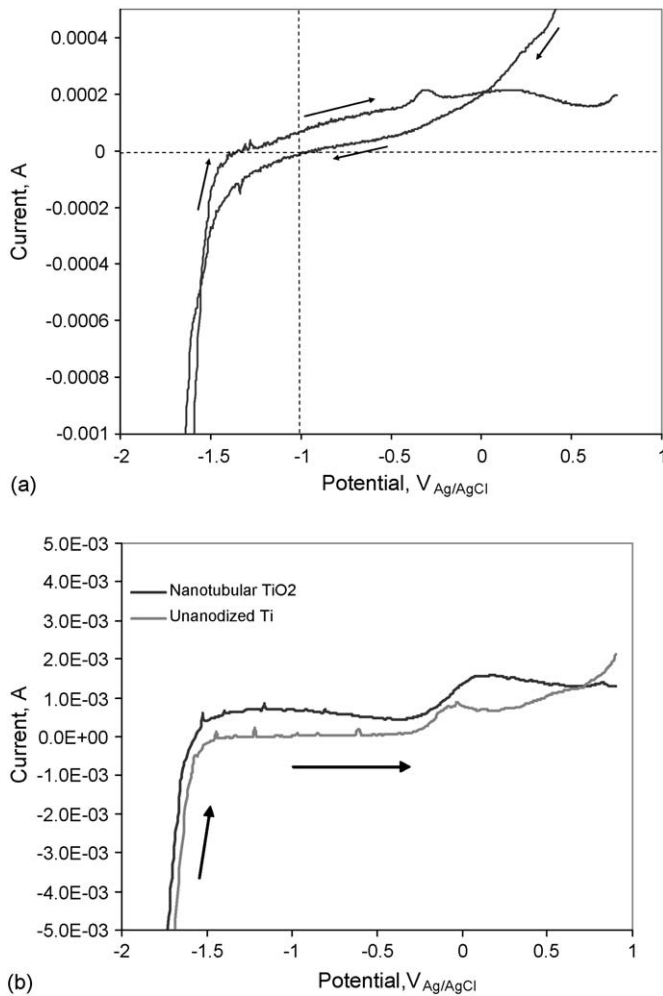 0.0004
0.0002
0
-0.0002
-0.0004
-0.0006
-0.0008
-0.001
Current, A
-2 -1.5 -1 -0.5 0 0.5 1
(a)
Potential, V Ag/AgCl
5.0E-03
4.0E-03
3.0E-03
2.0E-03
1.0E-03
0.0E+00
-1.0E-03
-2.0E-03
-3.0E-03
-4.0E-03
-5.0E-03
Current, A
Nanotubular TiO2
Unanodized Ti
-2 -1.5 -1 -0.5 0 0.5 1
(b)
Potential,VAg/AgCl